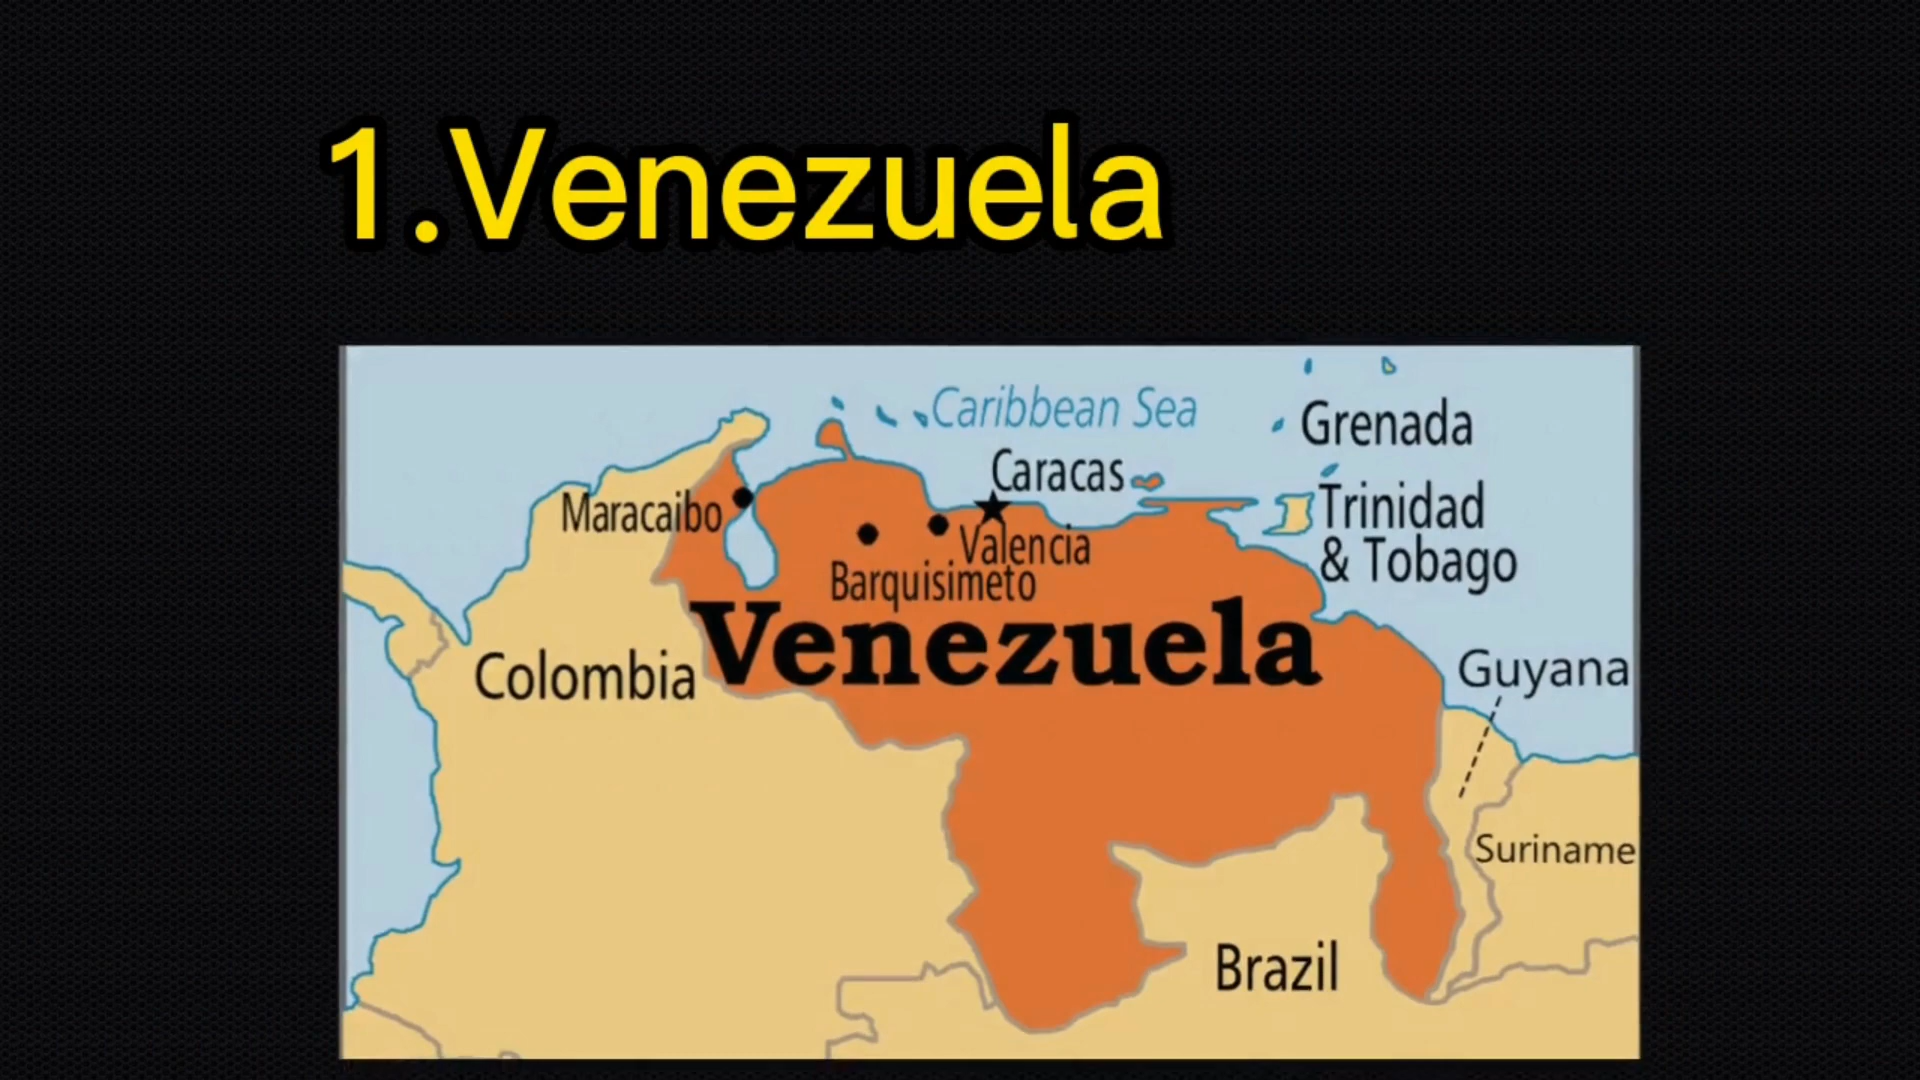 1.Venezuela
Caribbean Sea
Grenada
Caracas
Maracaibo
Trinidad
& Tobago
Valencia
Barquisimeto
Venezuela
Colombia
Guyana
Suriname
Brazil